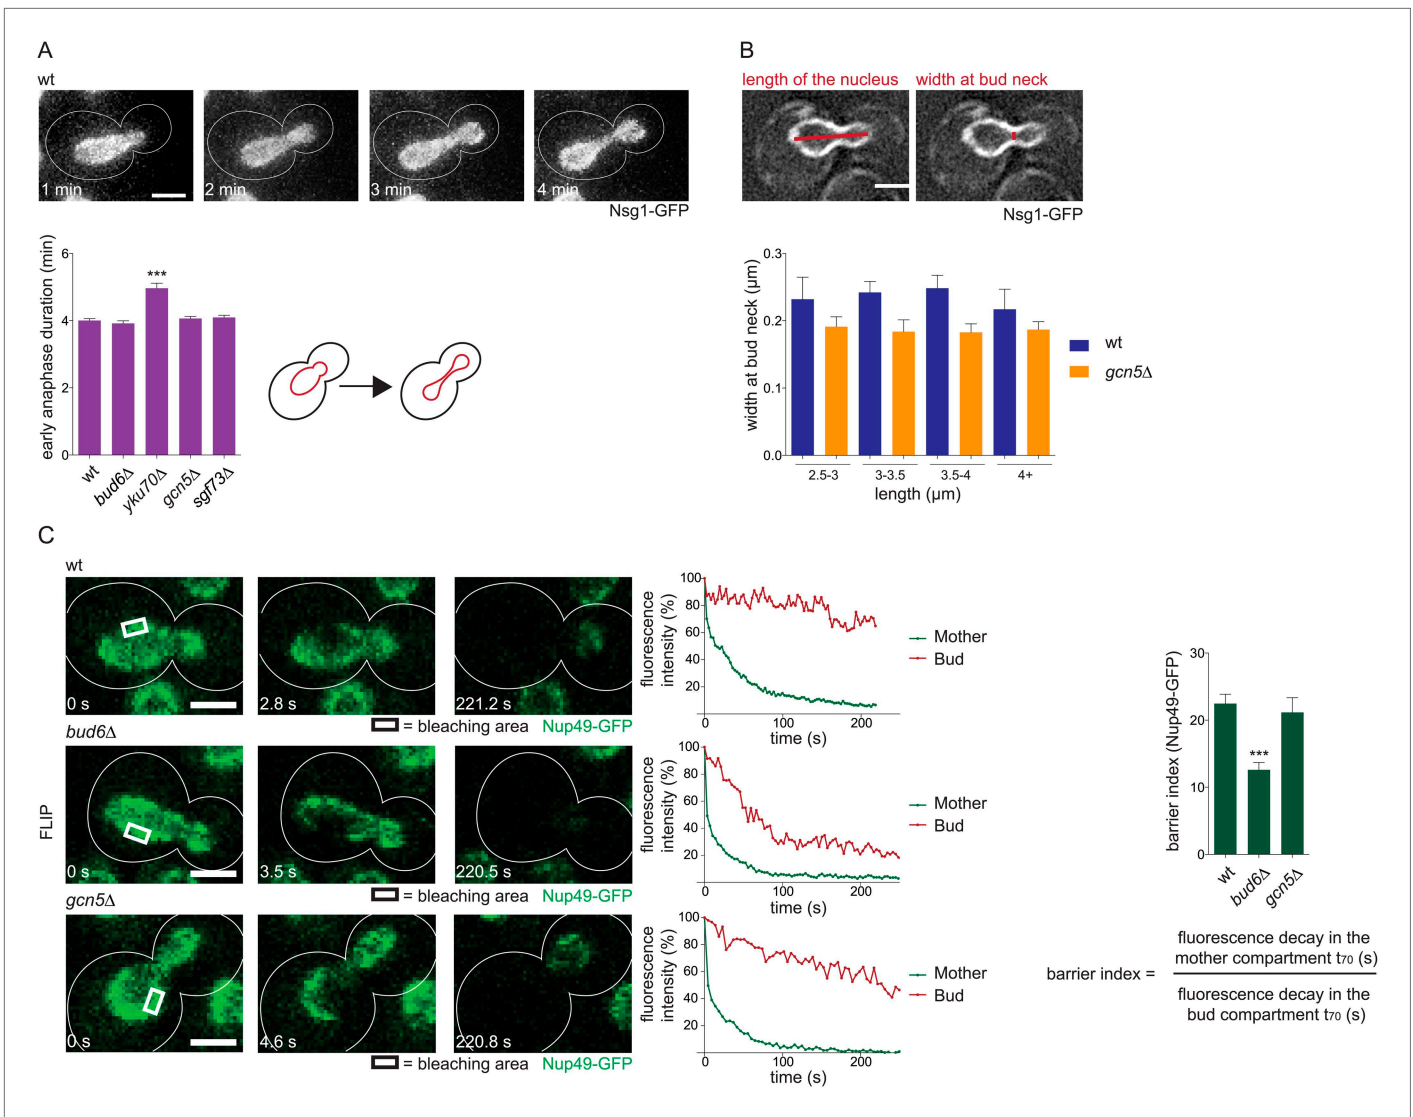 A
wt
1 min
2 min
3 min
4 min
Nsg1-GFP
early anaphase duration (min)
6
4
2
0
***
wt
bud6Δ
yku70Δ
gcn5Δ
sgf73Δ
B
length of the nucleus
width at bud neck
Nsg1-GFP
width at bud neck (µm)
0.3
0.2
0.1
0.0
2.5-3
3-3.5
3.5-4
4+
length (µm)
wt
gcn5Δ
C
FLIP
wt
0 s
2.8 s
221.2 s
= bleaching area
Nup49-GFP
fluorescence
intensity (%)
100
80
60
40
20
0
100
200
time (s)
Mother
Bud
bud6Δ
0 s
3.5 s
220.5 s
= bleaching area
Nup49-GFP
fluorescence
intensity (%)
100
80
60
40
20
0
100
200
time (s)
Mother
Bud
gcn5Δ
0 s
4.6 s
220.8 s
= bleaching area
Nup49-GFP
fluorescence
intensity (%)
100
80
60
40
20
0
100
200
time (s)
Mother
Bud
barrier index (Nup49-GFP)
30
20
10
0
***
wt
bud6Δ
gcn5Δ
barrier index =
fluorescence decay in the
mother compartment t70 (s)
fluorescence decay in the
bud compartment t70 (s)